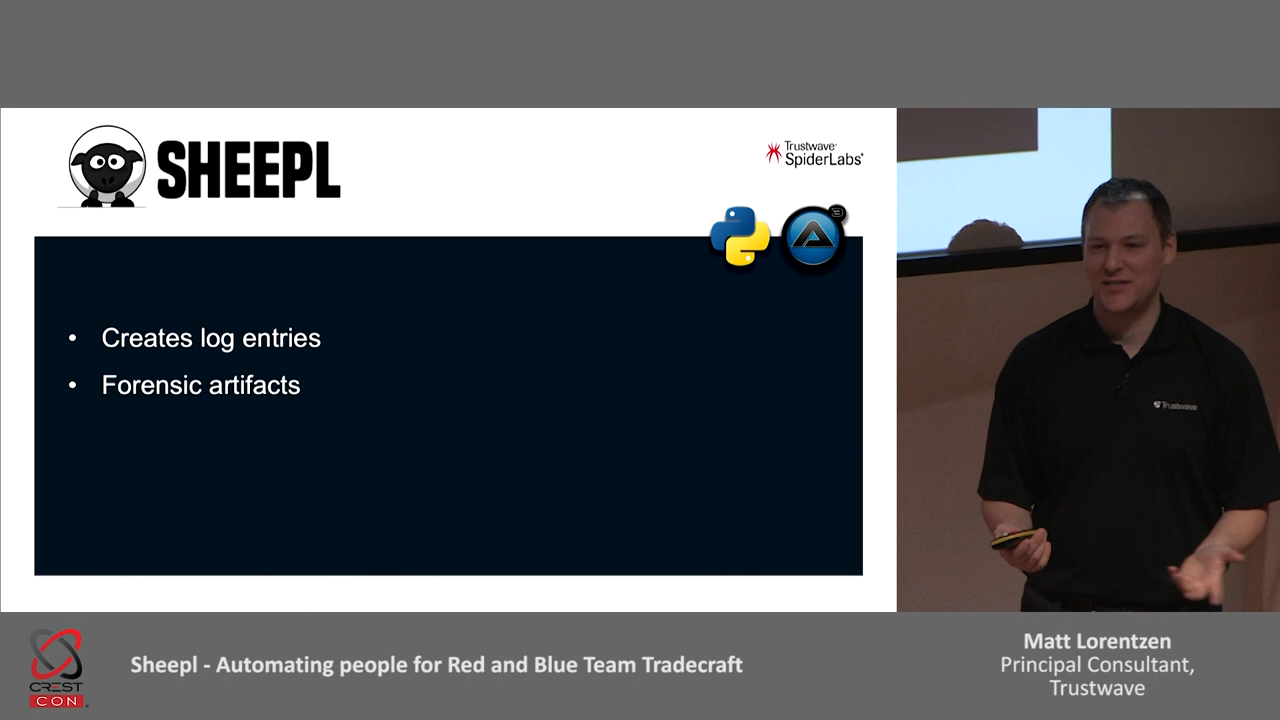 SHEEPL
Trustwave
SpiderLabs
• Creates log entries
• Forensic artifacts
Trustwave
CREST
CON
Sheepl - Automating people for Red and Blue Team Tradecraft
Matt Lorentzen
Principal Consultant,
Trustwave